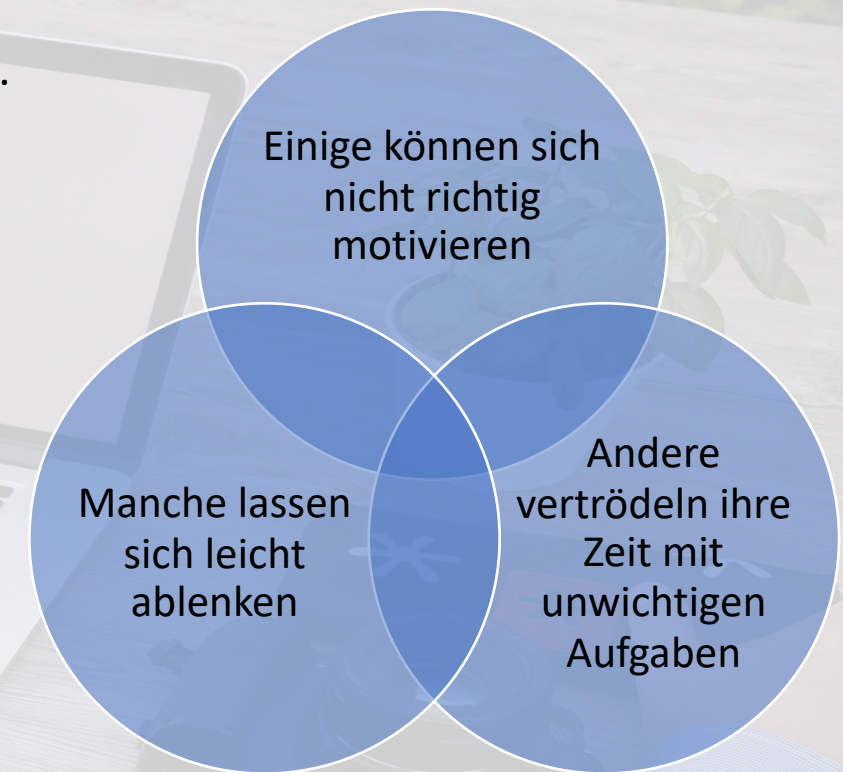 .
Einige können sich
nicht richtig
motivieren
Manche lassen
sich leicht
ablenken
Andere
vertrödeln ihre
Zeit mit
unwichtigen
Aufgaben